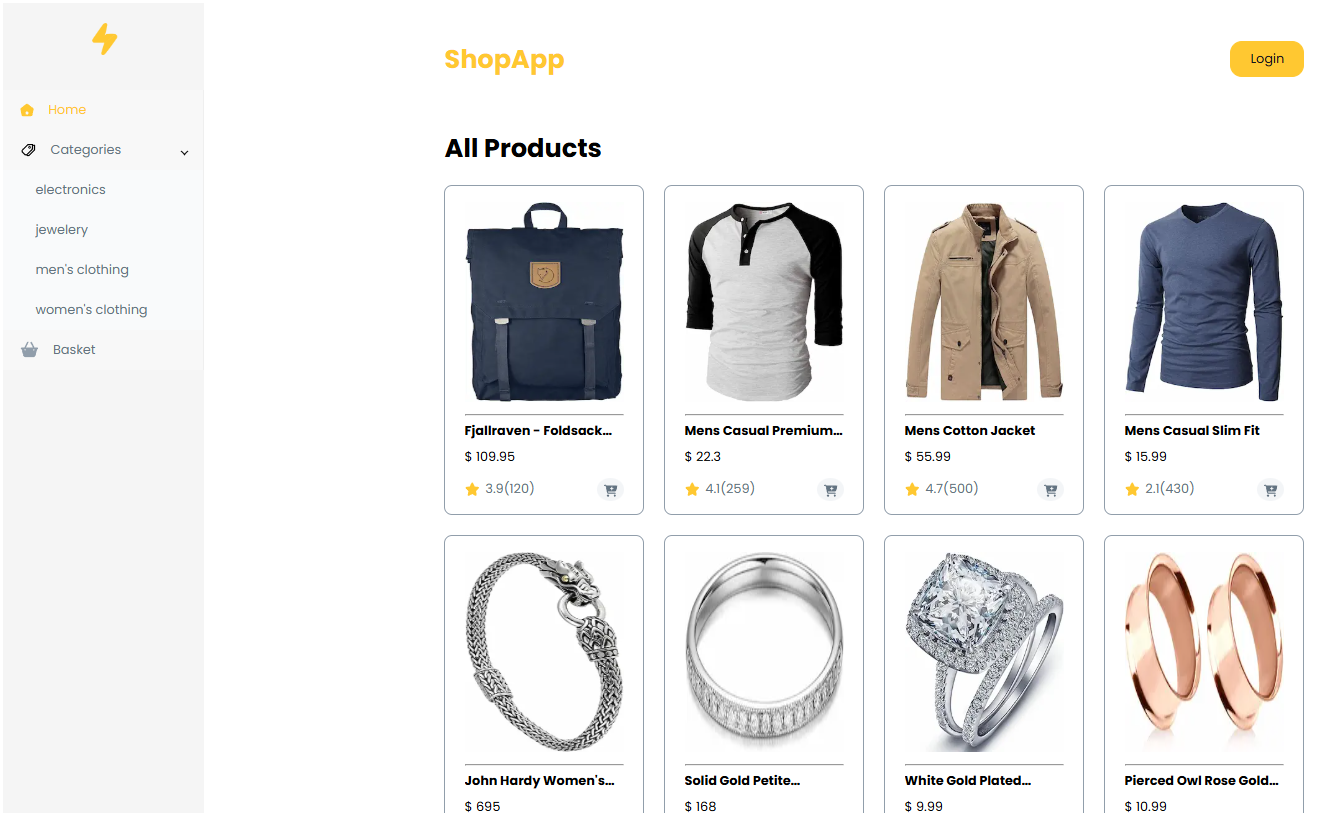 ShopApp
Login
Home
Categories
electronics
jewelery
men's clothing
women's clothing
Basket
All Products
Fjallraven - Foldsack...
$ 109.95
3.9(120)
Mens Casual Premium...
$ 22.3
4.1(259)
Mens Cotton Jacket
$ 55.99
4.7(500)
Mens Casual Slim Fit
$ 15.99
2.1(430)
John Hardy Women's...
$ 695
Solid Gold Petite...
$ 168
White Gold Plated...
$ 9.99
Pierced Owl Rose Gold...
$ 10.99